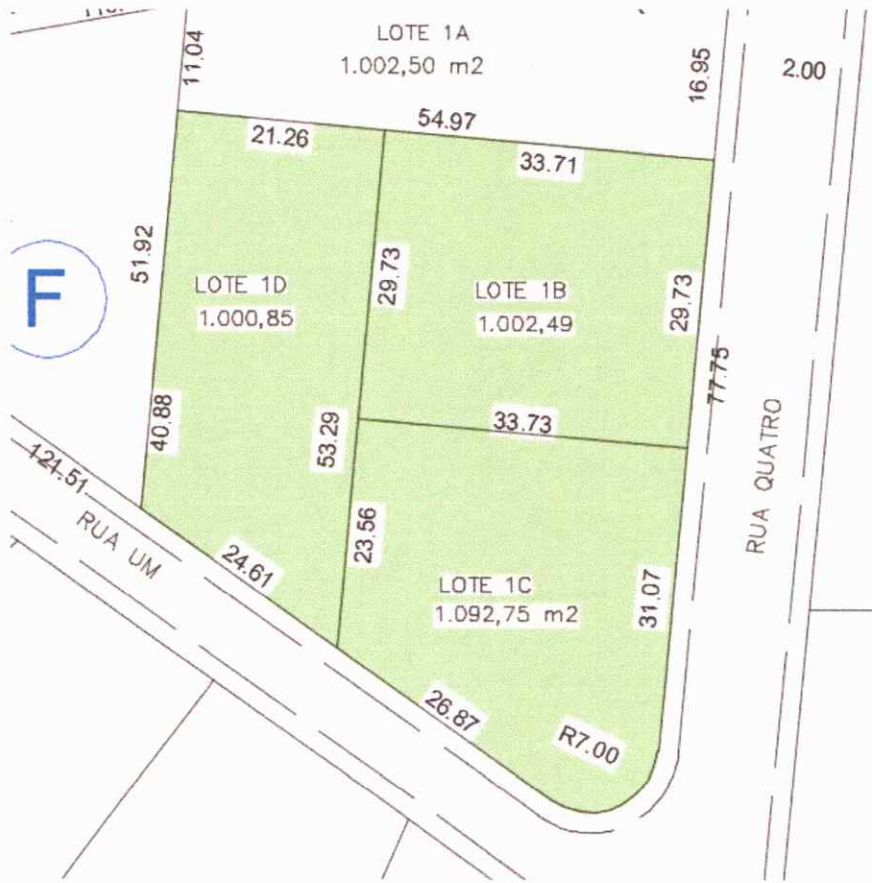 LOTE 1A
1.002,50 m2
11.04
16.95
2.00
54.97
21.26
33.71
51.92
F
LOTE 1D
1.000,85
29.73
LOTE 1B
1.002,49
29.73
77.75
40.88
53.29
33.73
121.51
RUA UM
RUA QUATRO
24.61
23.56
LOTE 1C
1.092,75 m2
31.07
26.87
R7.00